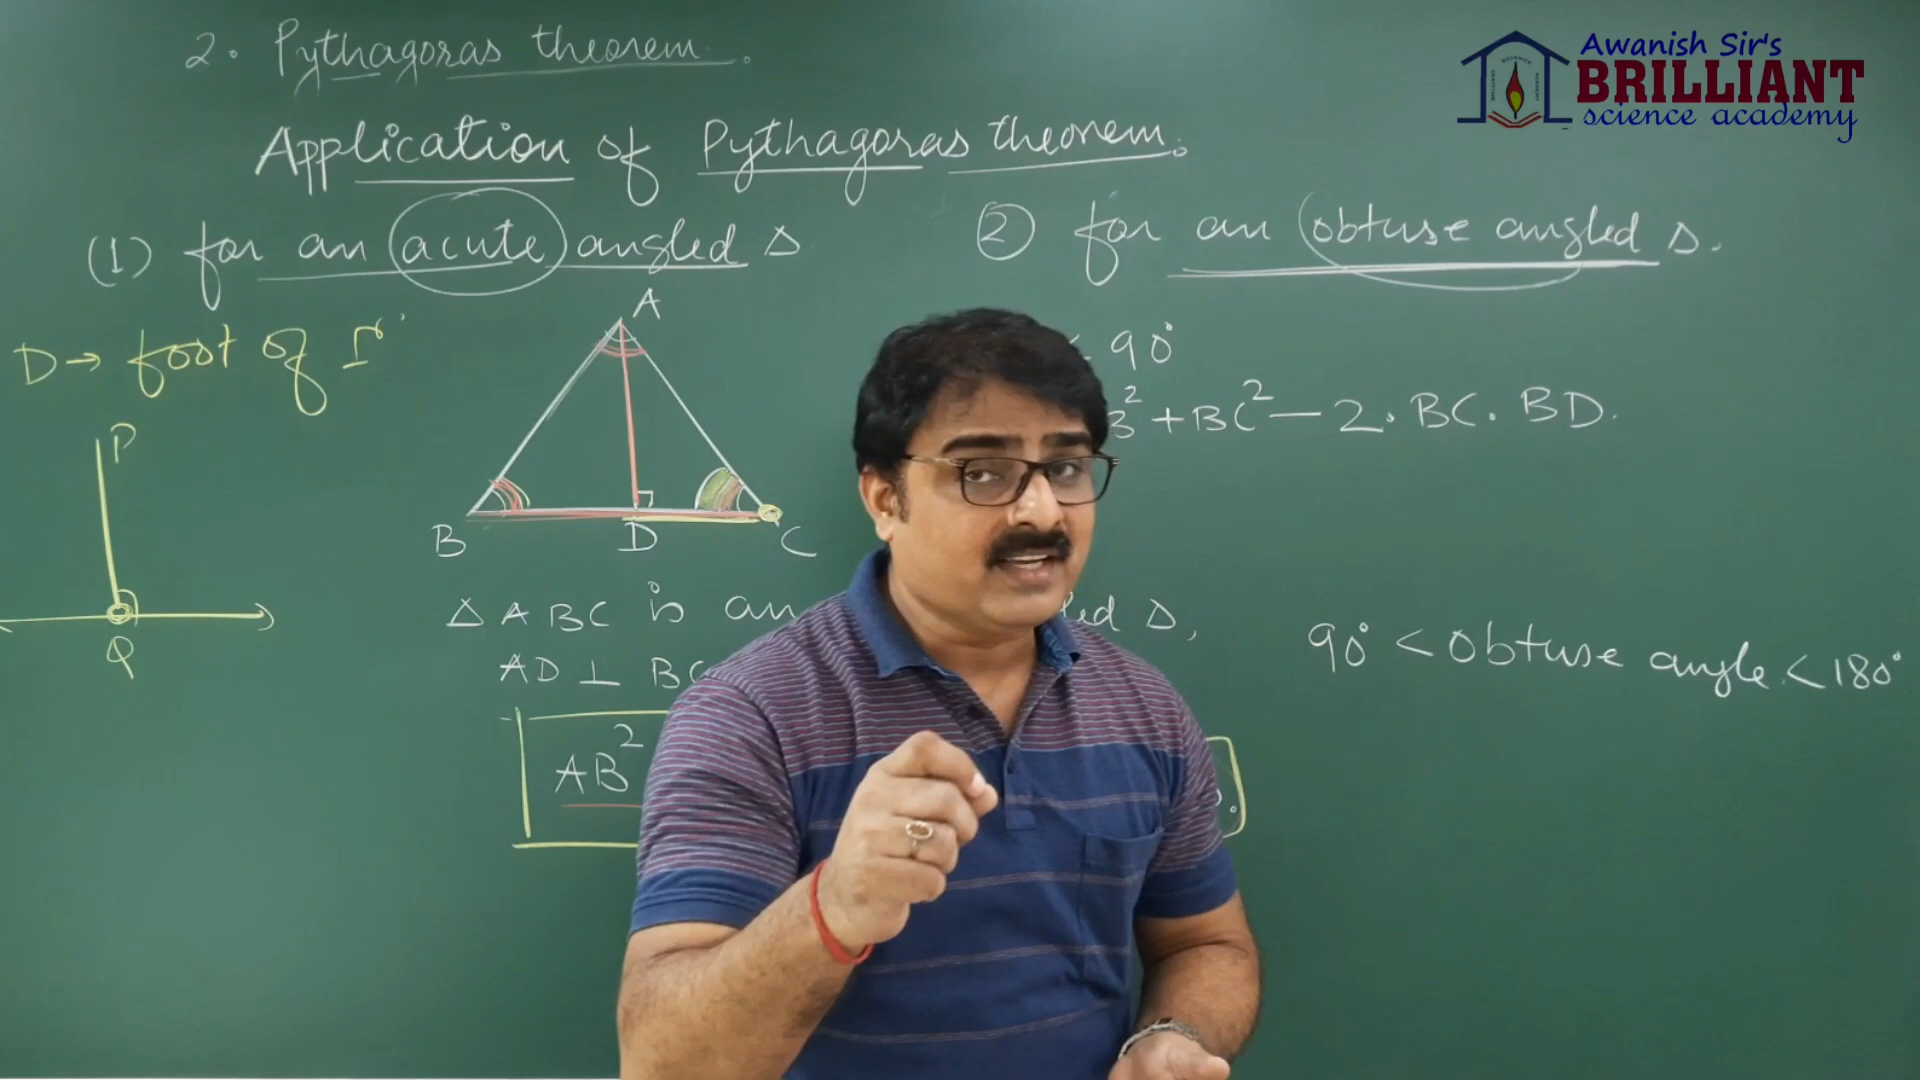 2. Pythagoras theorem.
Application of Pythagoras theorem.
(1) for an acute angled Δ
② for an obtuse angled Δ.
D → foot of
P
Q
A
B
D
C
90°
² + BC² - 2. BC. BD.
Δ ABC is an Δ,
AD ⊥ BC
AB²
90° < obtuse angle < 180°
Awanish Sir's
BRILLIANT
science academy